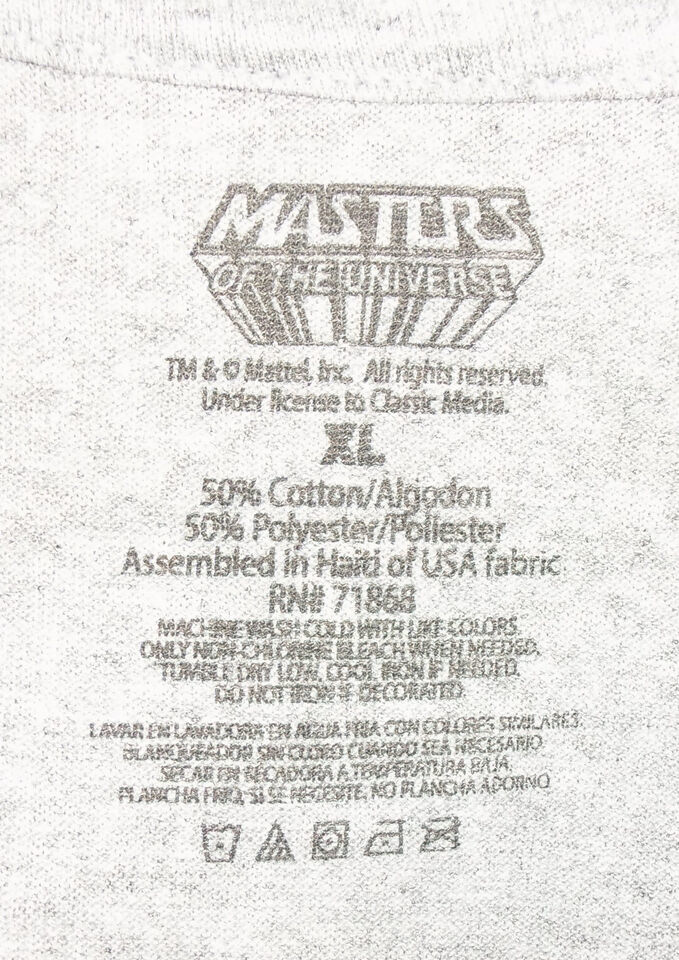 MASTERS
OF THE UNIVERSE
TM & © Mattel, Inc. All rights reserved.
Under license to Classic Media.
XL
50% Cotton/Algodon
50% Polyester/Poliester
Assembled in Haiti of USA fabric
RN# 71868
MACHINE WASH COLD WITH LIKE COLORS.
ONLY NON-CHLORINE BLEACH WHEN NEEDED.
TUMBLE DRY LOW. COOL IRON IF NEEDED.
DO NOT IRON IF DECORATED.
LAVAR EN LAVADORA EN AGUA FRIA CON COLORES SIMILARES.
BLANQUEADOR SIN CLORO CUANDO SEA NECESARIO
SECAR EN SECADORA A TEMPERATURA BAJA.
PLANCHA FRIO, SI SE NECESITE, NO PLANCHA ADORNO